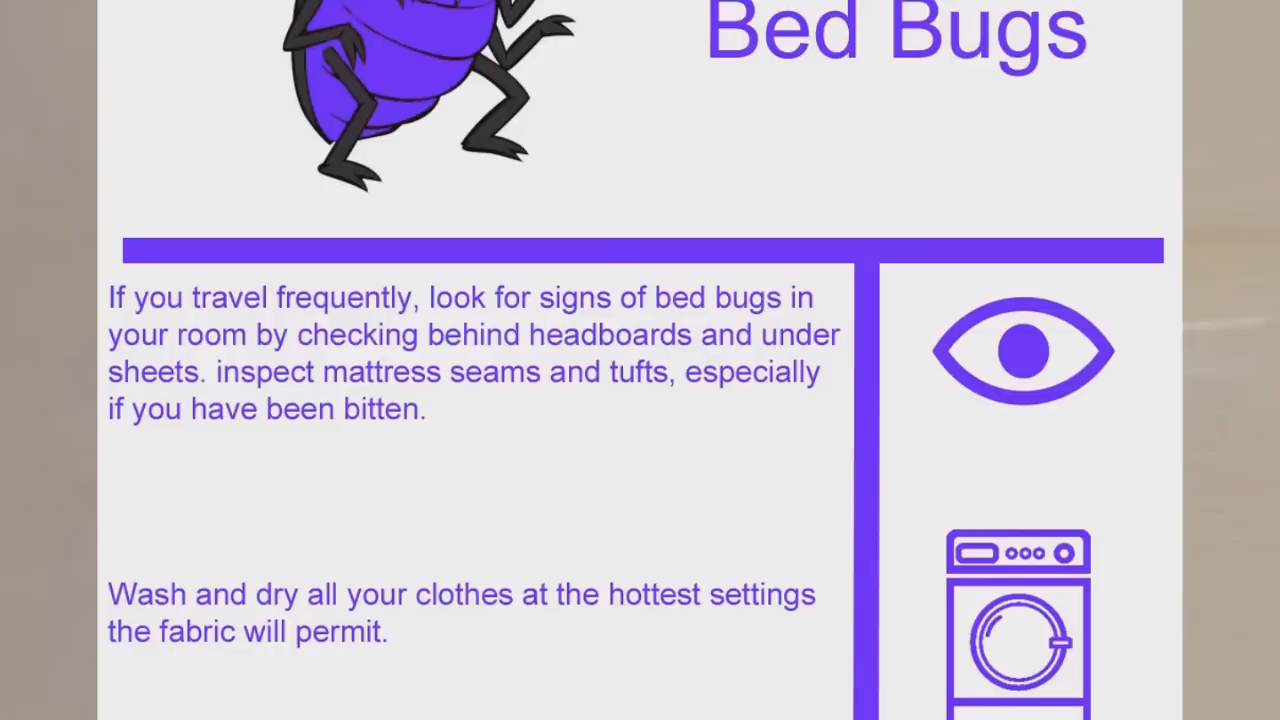 Bed Bugs
If you travel frequently, look for signs of bed bugs in
your room by checking behind headboards and under
sheets. inspect mattress seams and tufts, especially
if you have been bitten.
Wash and dry all your clothes at the hottest settings
the fabric will permit.